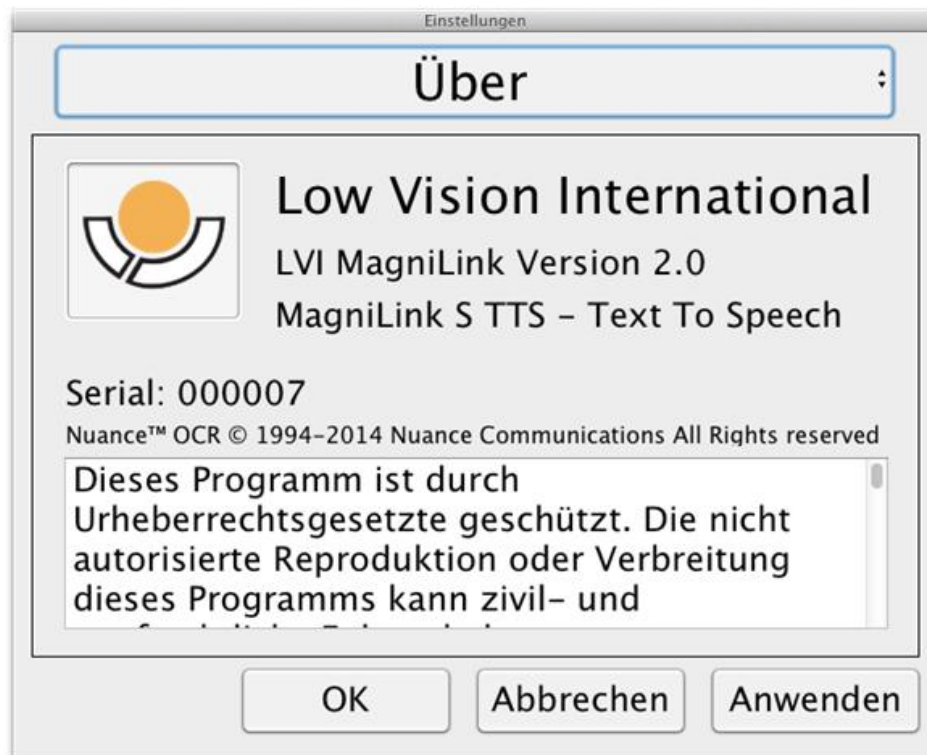 Einstellungen
Über
Low Vision International
LVI MagniLink Version 2.0
MagniLink S TTS – Text To Speech
Serial: 000007
Nuance™ OCR © 1994–2014 Nuance Communications All Rights reserved
Dieses Programm ist durch
Urheberrechtsgesetzte geschützt. Die nicht
autorisierte Reproduktion oder Verbreitung
dieses Programms kann zivil– und
OK
Abbrechen
Anwenden